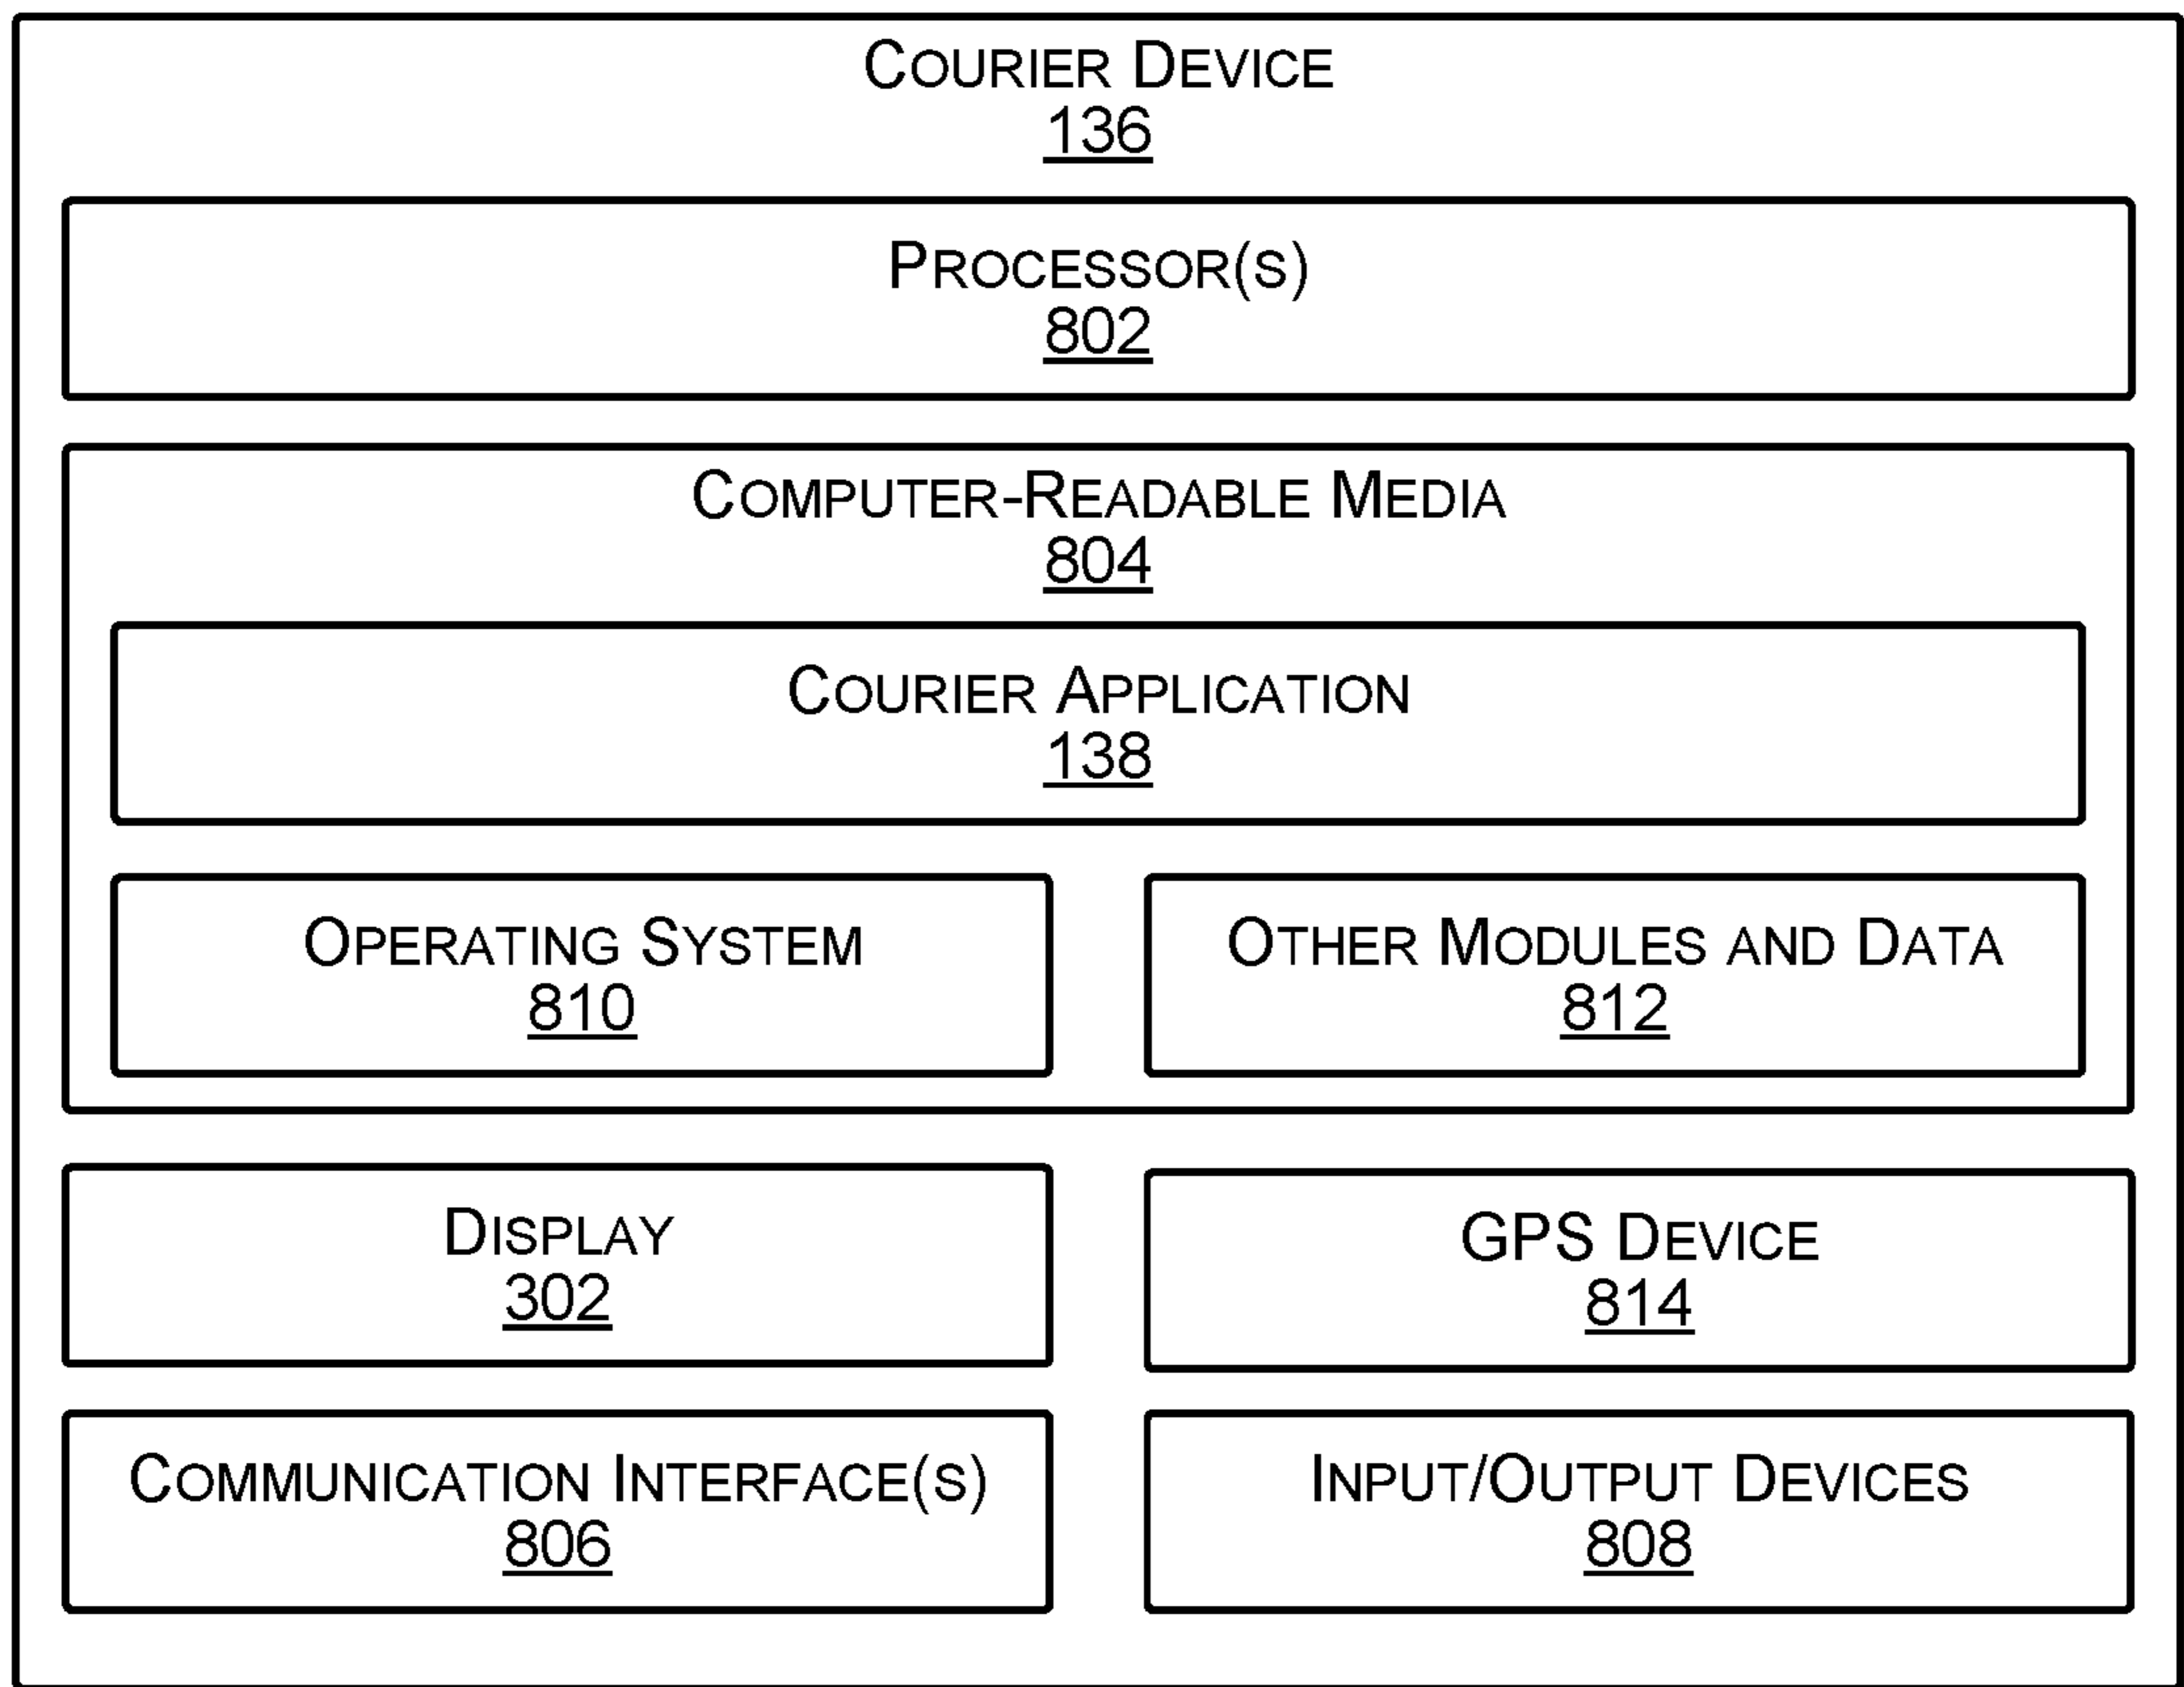 COURIER DEVICE
136
PROCESSOR(S)
802
COMPUTER-READABLE MEDIA
804
COURIER APPLICATION
138
OPERATING SYSTEM
810
OTHER MODULES AND DATA
812
DISPLAY
302
GPS DEVICE
814
COMMUNICATION INTERFACE(S)
806
INPUT/OUTPUT DEVICES
808